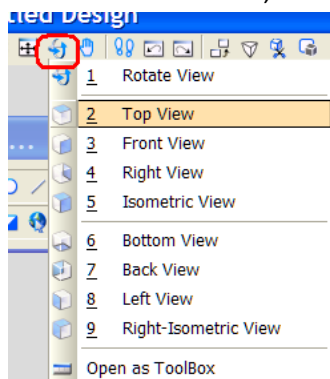 tled Design
1 Rotate View
2 Top View
3 Front View
4 Right View
5 Isometric View
6 Bottom View
7 Back View
8 Left View
9 Right-Isometric View
Open as ToolBox